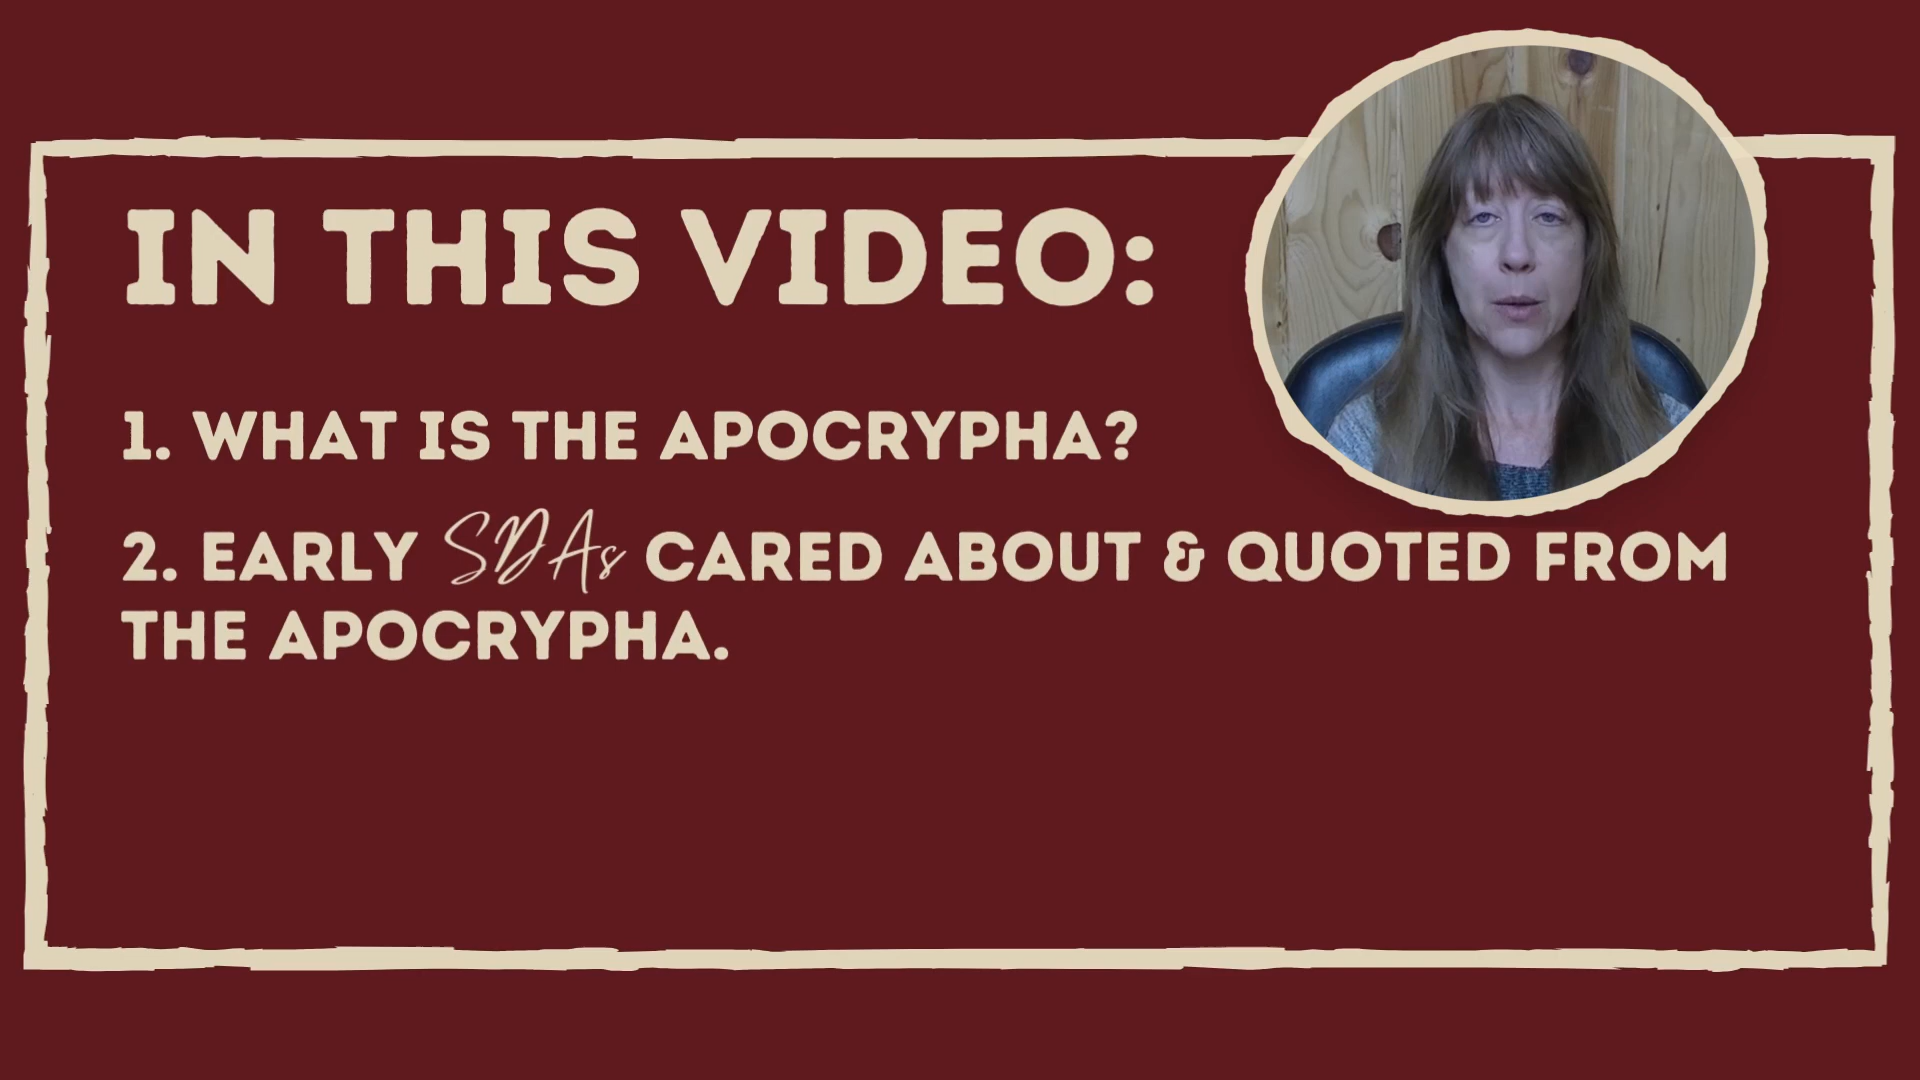 IN THIS VIDEO:
1. WHAT IS THE APOCRYPHA?
2. EARLY SDAs CARED ABOUT & QUOTED FROM
THE APOCRYPHA.